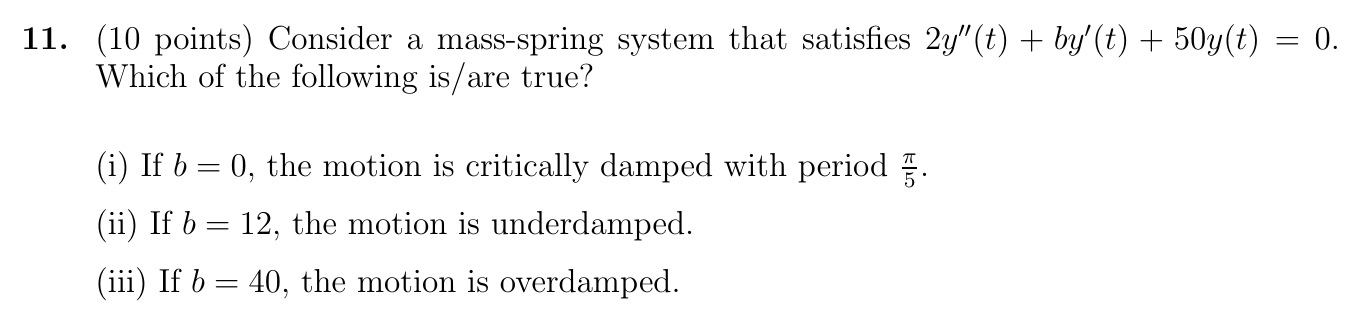 11. (10 points) Consider a mass-spring system that satisfies 2y″(t) + by′(t) + 50y(t) = 0.
Which of the following is/are true?
(i) If b = 0, the motion is critically damped with period π/5.
(ii) If b = 12, the motion is underdamped.
(iii) If b = 40, the motion is overdamped.